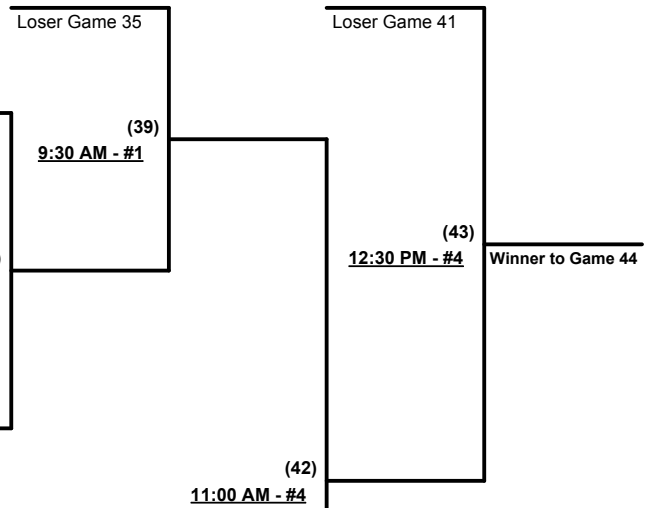 Loser Game 35
Loser Game 41
(39)
9:30 AM - #1
(43)
12:30 PM - #4
Winner to Game 44
(42)
11:00 AM - #4